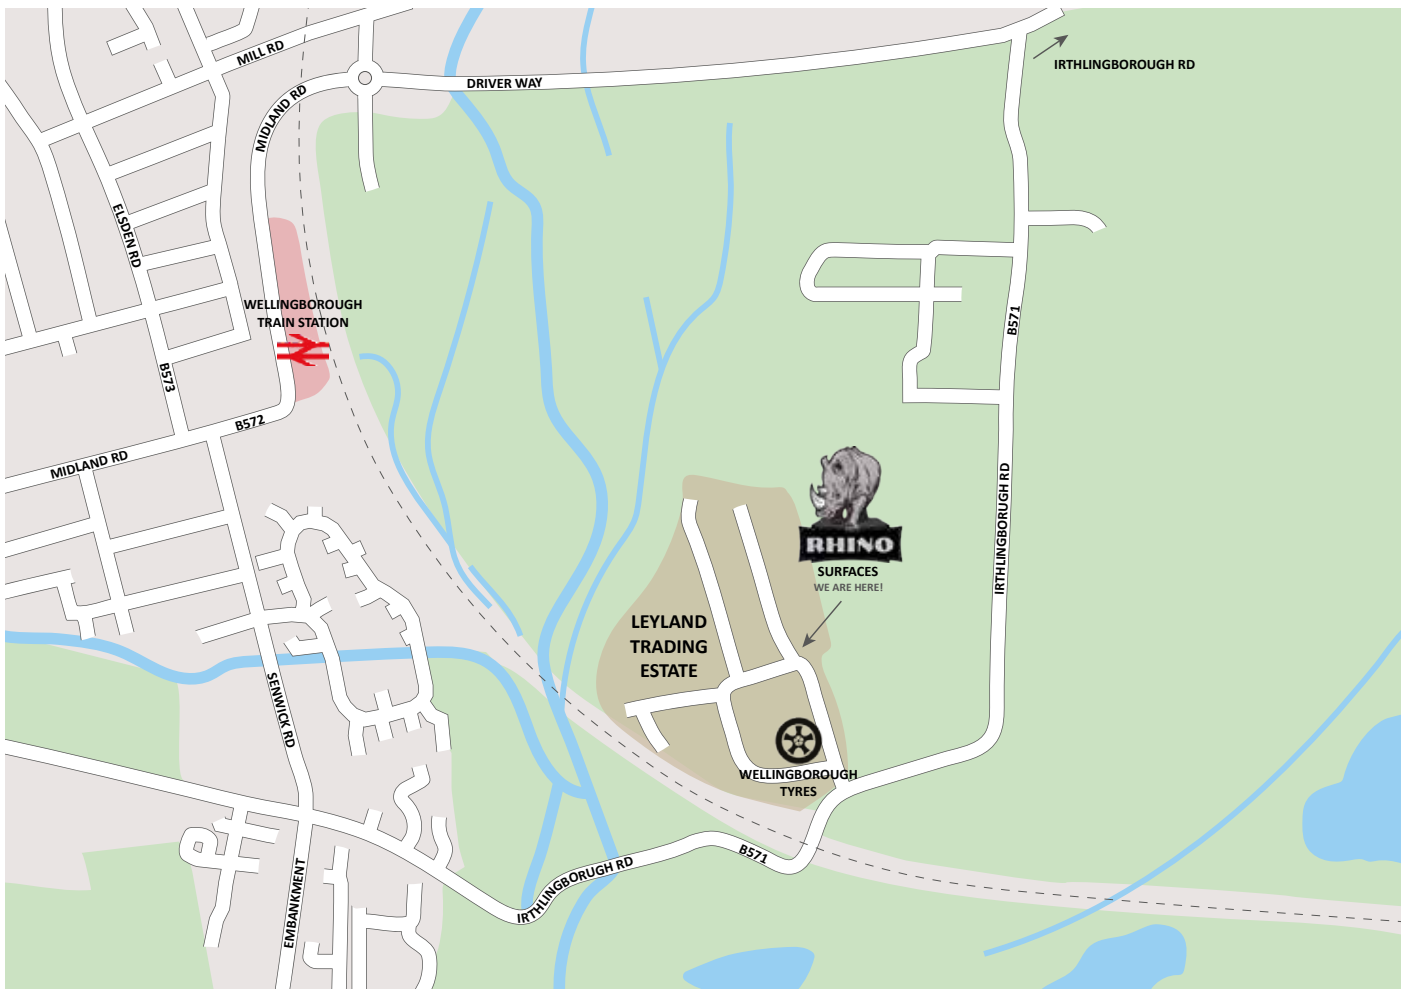 MILL RD
IRTHLINGBOROUGH RD
DRIVER WAY
MIDLAND RD
ELSDEN RD
WELLINGBOROUGH
TRAIN STATION
B571
B573
B572
MIDLAND RD
IRTHLINGBOROUGH RD
RHINO
SURFACES
WE ARE HERE!
LEYLAND
TRADING
ESTATE
SENWICK RD
WELLINGBOROUGH
TYRES
B571
IRTHLINGBORUGH RD
EMBANKMENT